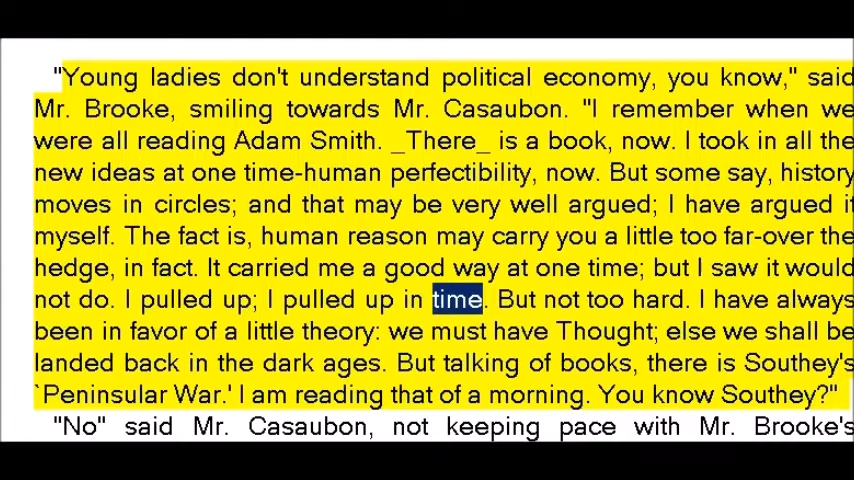 "Young ladies don't understand political economy, you know," said
Mr. Brooke, smiling towards Mr. Casaubon. "I remember when we
were all reading Adam Smith. _There_ is a book, now. I took in all the
new ideas at one time-human perfectibility, now. But some say, history
moves in circles; and that may be very well argued; I have argued it
myself. The fact is, human reason may carry you a little too far-over the
hedge, in fact. It carried me a good way at one time; but I saw it would
not do. I pulled up; I pulled up in time. But not too hard. I have always
been in favor of a little theory: we must have Thought; else we shall be
landed back in the dark ages. But talking of books, there is Southey's
`Peninsular War.' I am reading that of a morning. You know Southey?"
"No" said Mr. Casaubon, not keeping pace with Mr. Brooke's